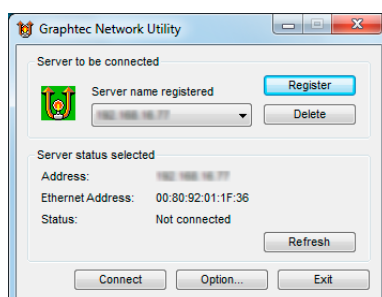 Graphtec Network Utility
Server to be connected
Server name registered
Register
Delete
Server status selected
Address:
Ethernet Address: 00:80:92:01:1F:36
Status: Not connected
Refresh
Connect Option... Exit